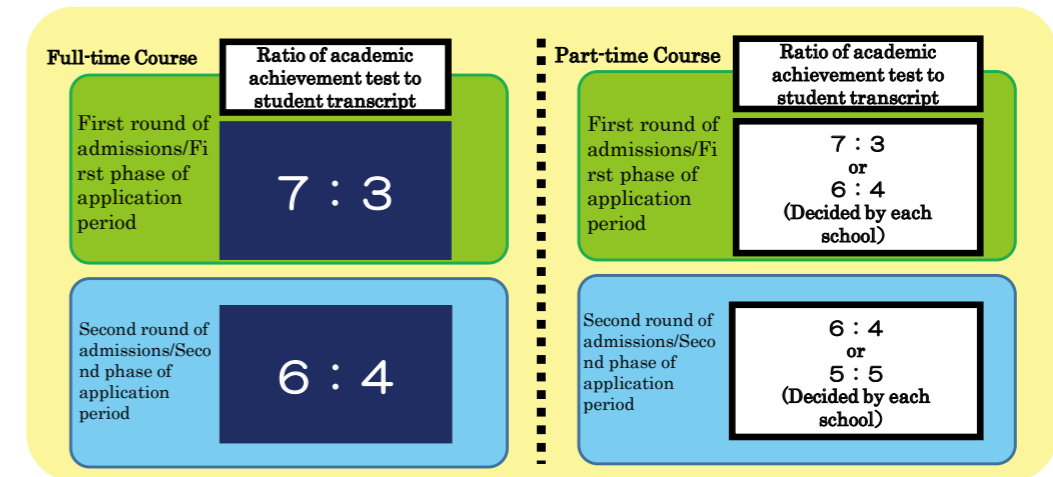 Full-time Course
Ratio of academic
achievement test to
student transcript
First round of
admissions/Fi
rst phase of
application
period
７：３
Second round of
admissions/Seco
nd phase of
application
period
６：４
Part-time Course
Ratio of academic
achievement test to
student transcript
First round of
admissions/Fi
rst phase of
application
period
７：３
or
６：４
(Decided by each
school)
Second round of
admissions/Seco
nd phase of
application
period
６：４
or
５：５
(Decided by each
school)